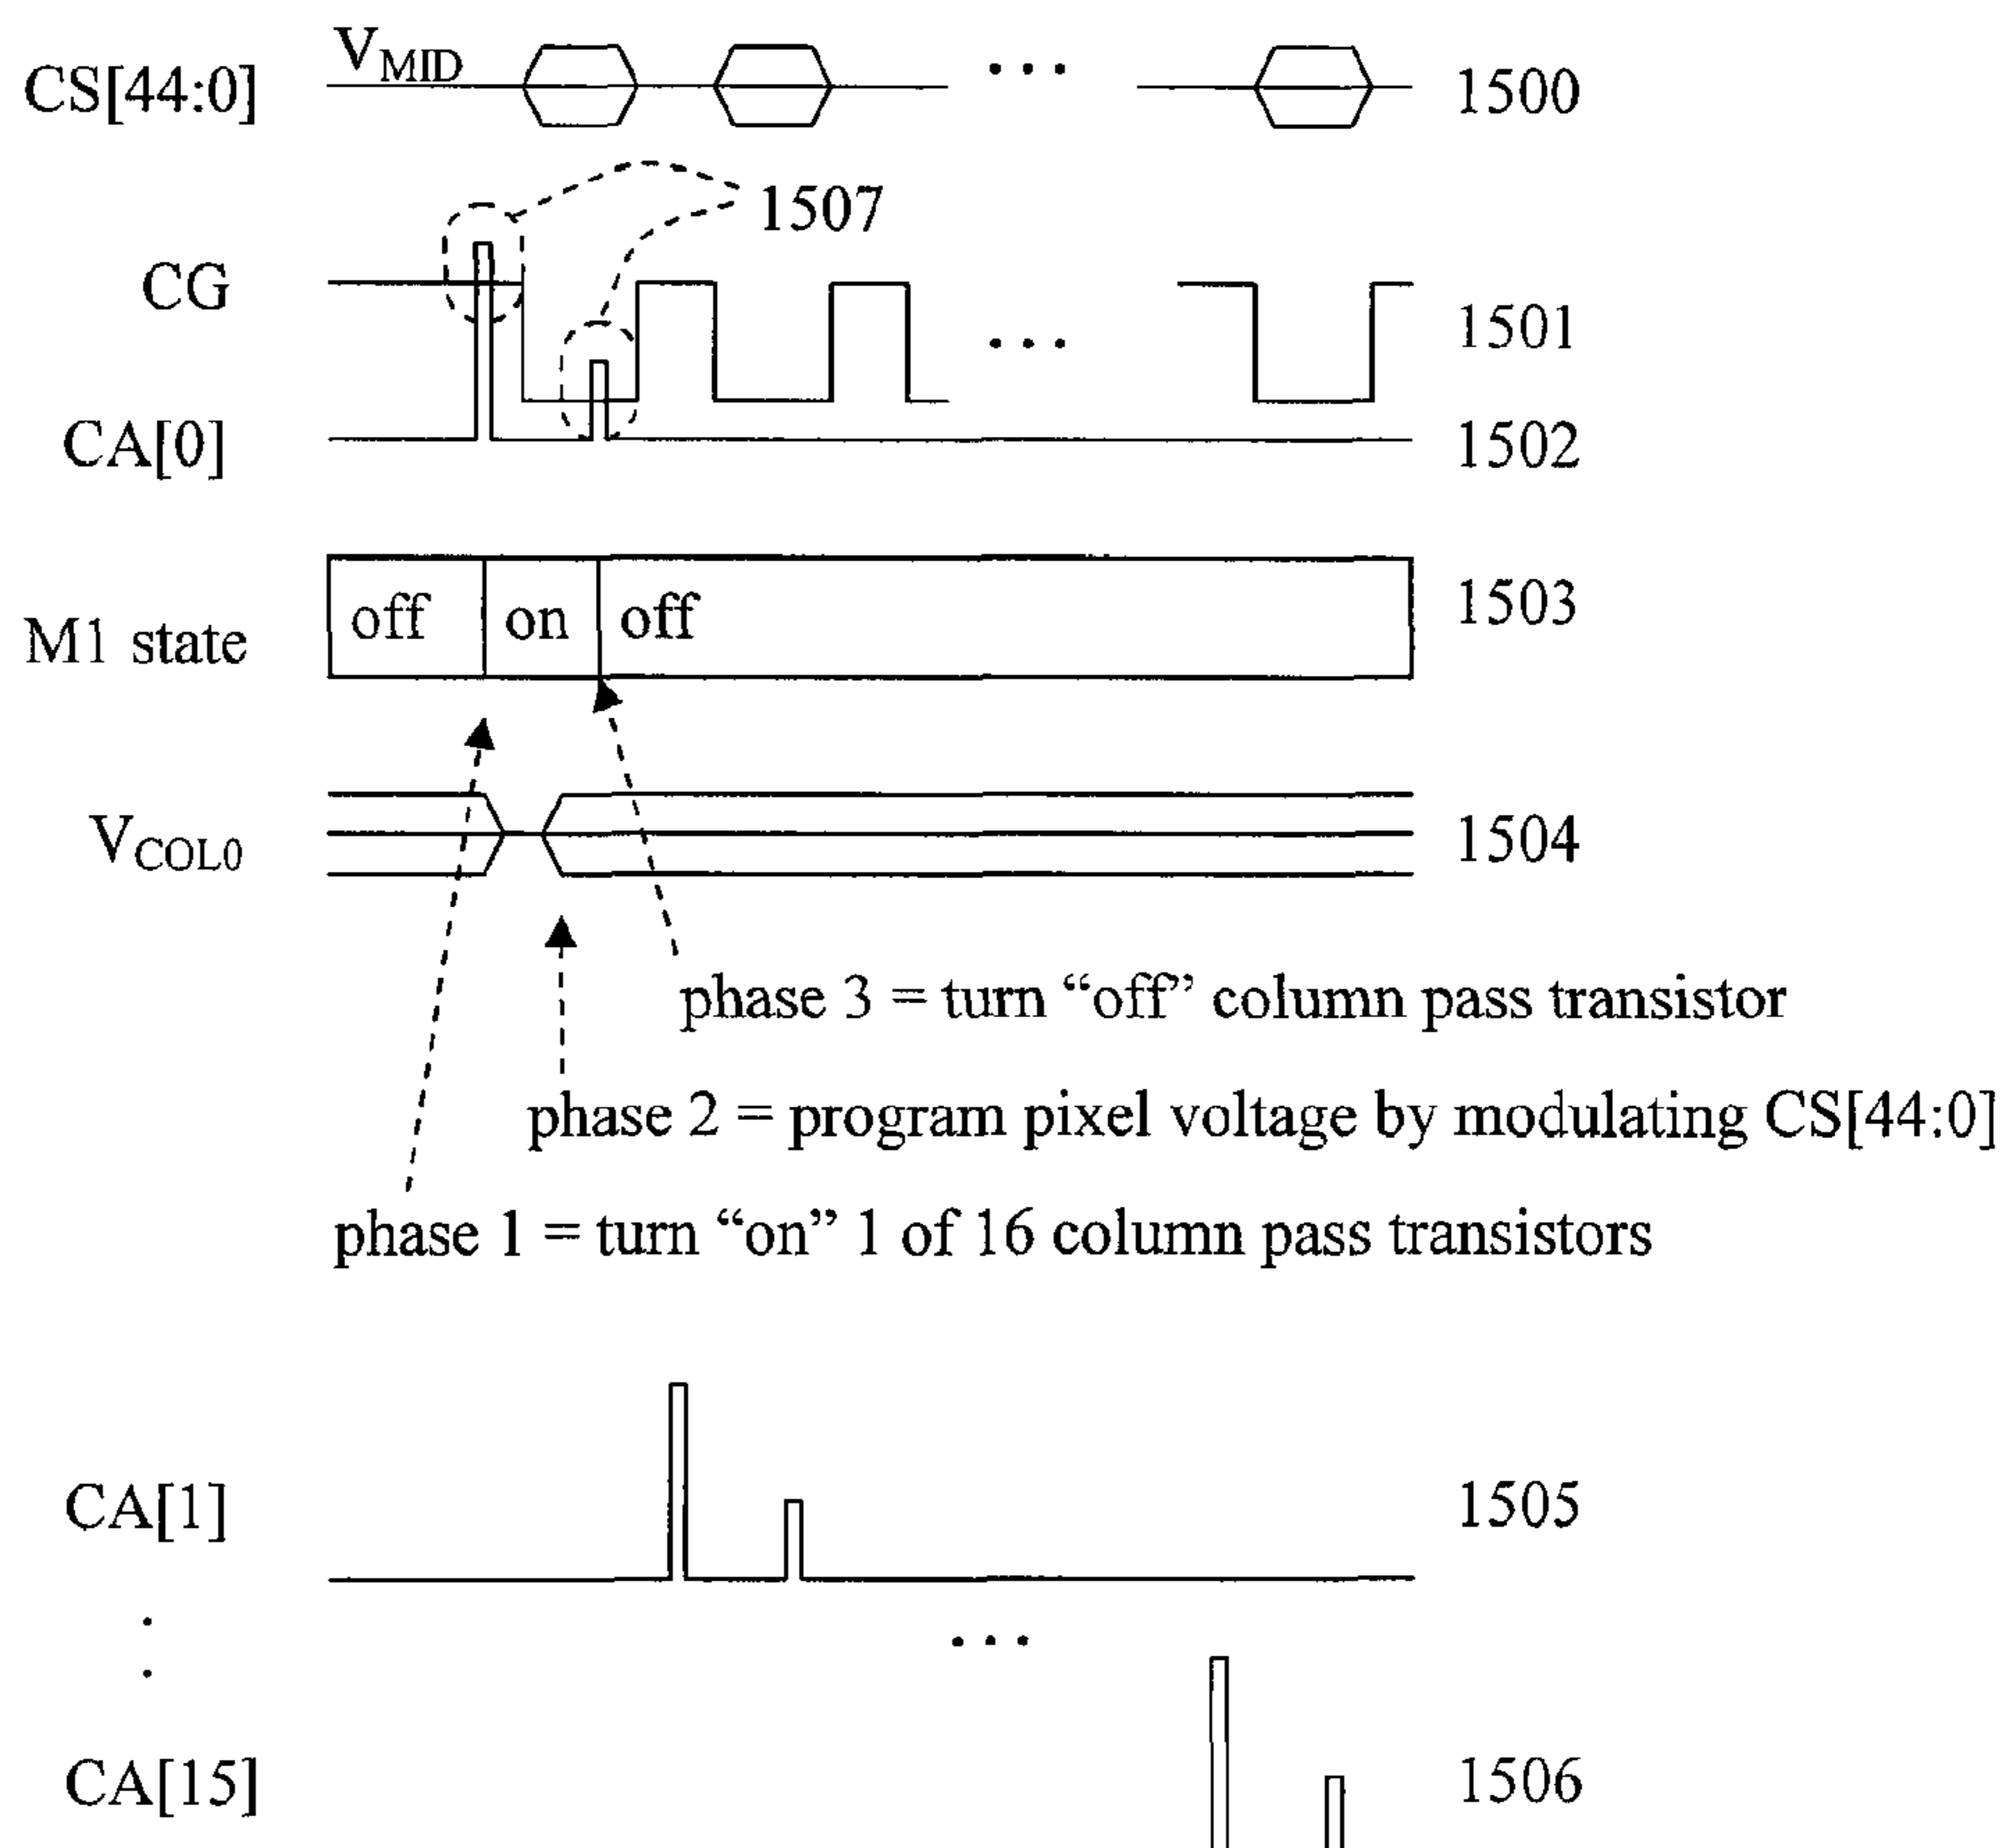 V_MID
CS[44:0] ... 1500
1507
CG 1501
...
CA[0] 1502
M1 state off on off 1503
V_COL0 1504
phase 3 = turn “off” column pass transistor
phase 2 = program pixel voltage by modulating CS[44:0]
phase 1 = turn “on” 1 of 16 column pass transistors
CA[1] 1505
...
CA[15] 1506